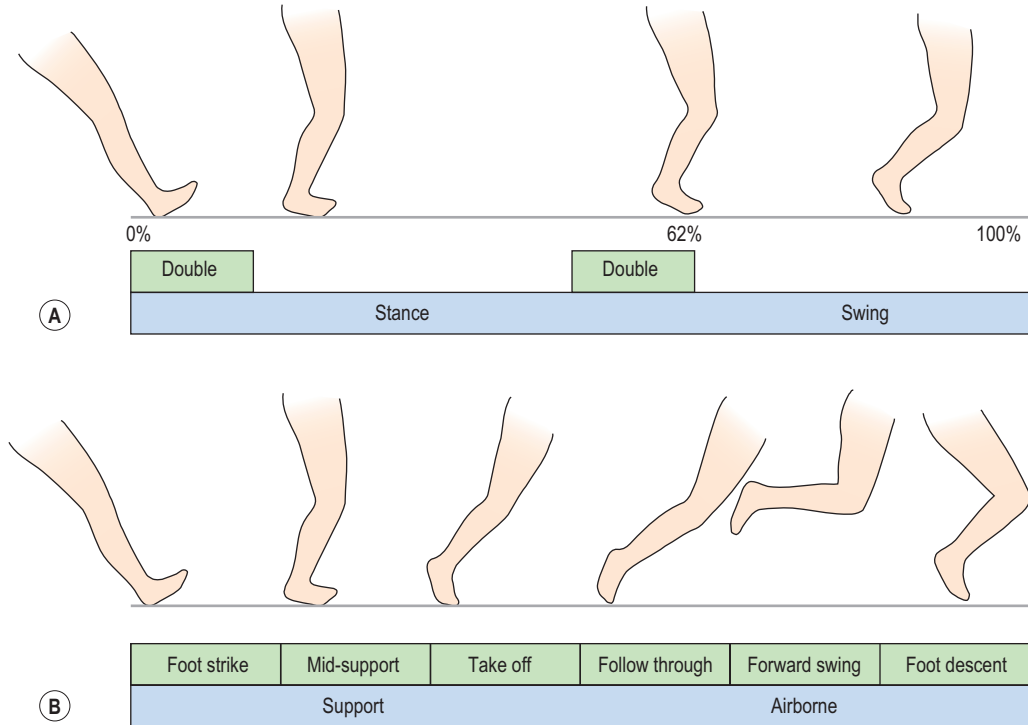 0% 62% 100%
Double Double
A Stance Swing
Foot strike Mid-support Take off Follow through Forward swing Foot descent
B Support Airborne